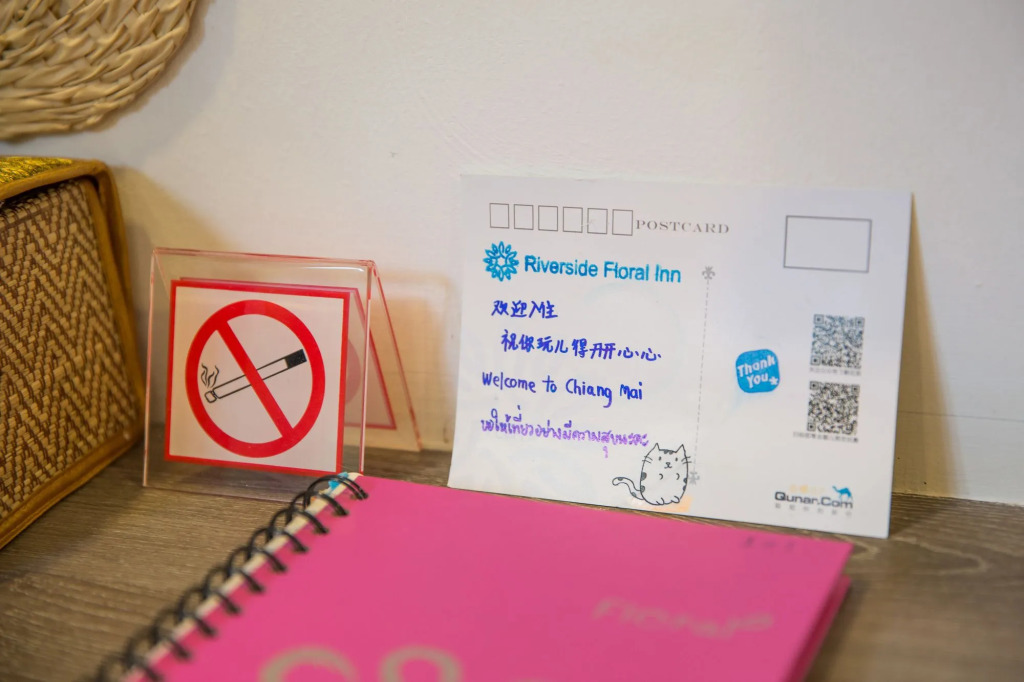 POSTCARD
Riverside Floral Inn
欢迎入住
祝你玩儿得开开心心
Welcome to Chiang Mai
ขอให้เที่ยวอย่างมีความสุขนะคะ
Thank
You
Qunar.Com
Floral